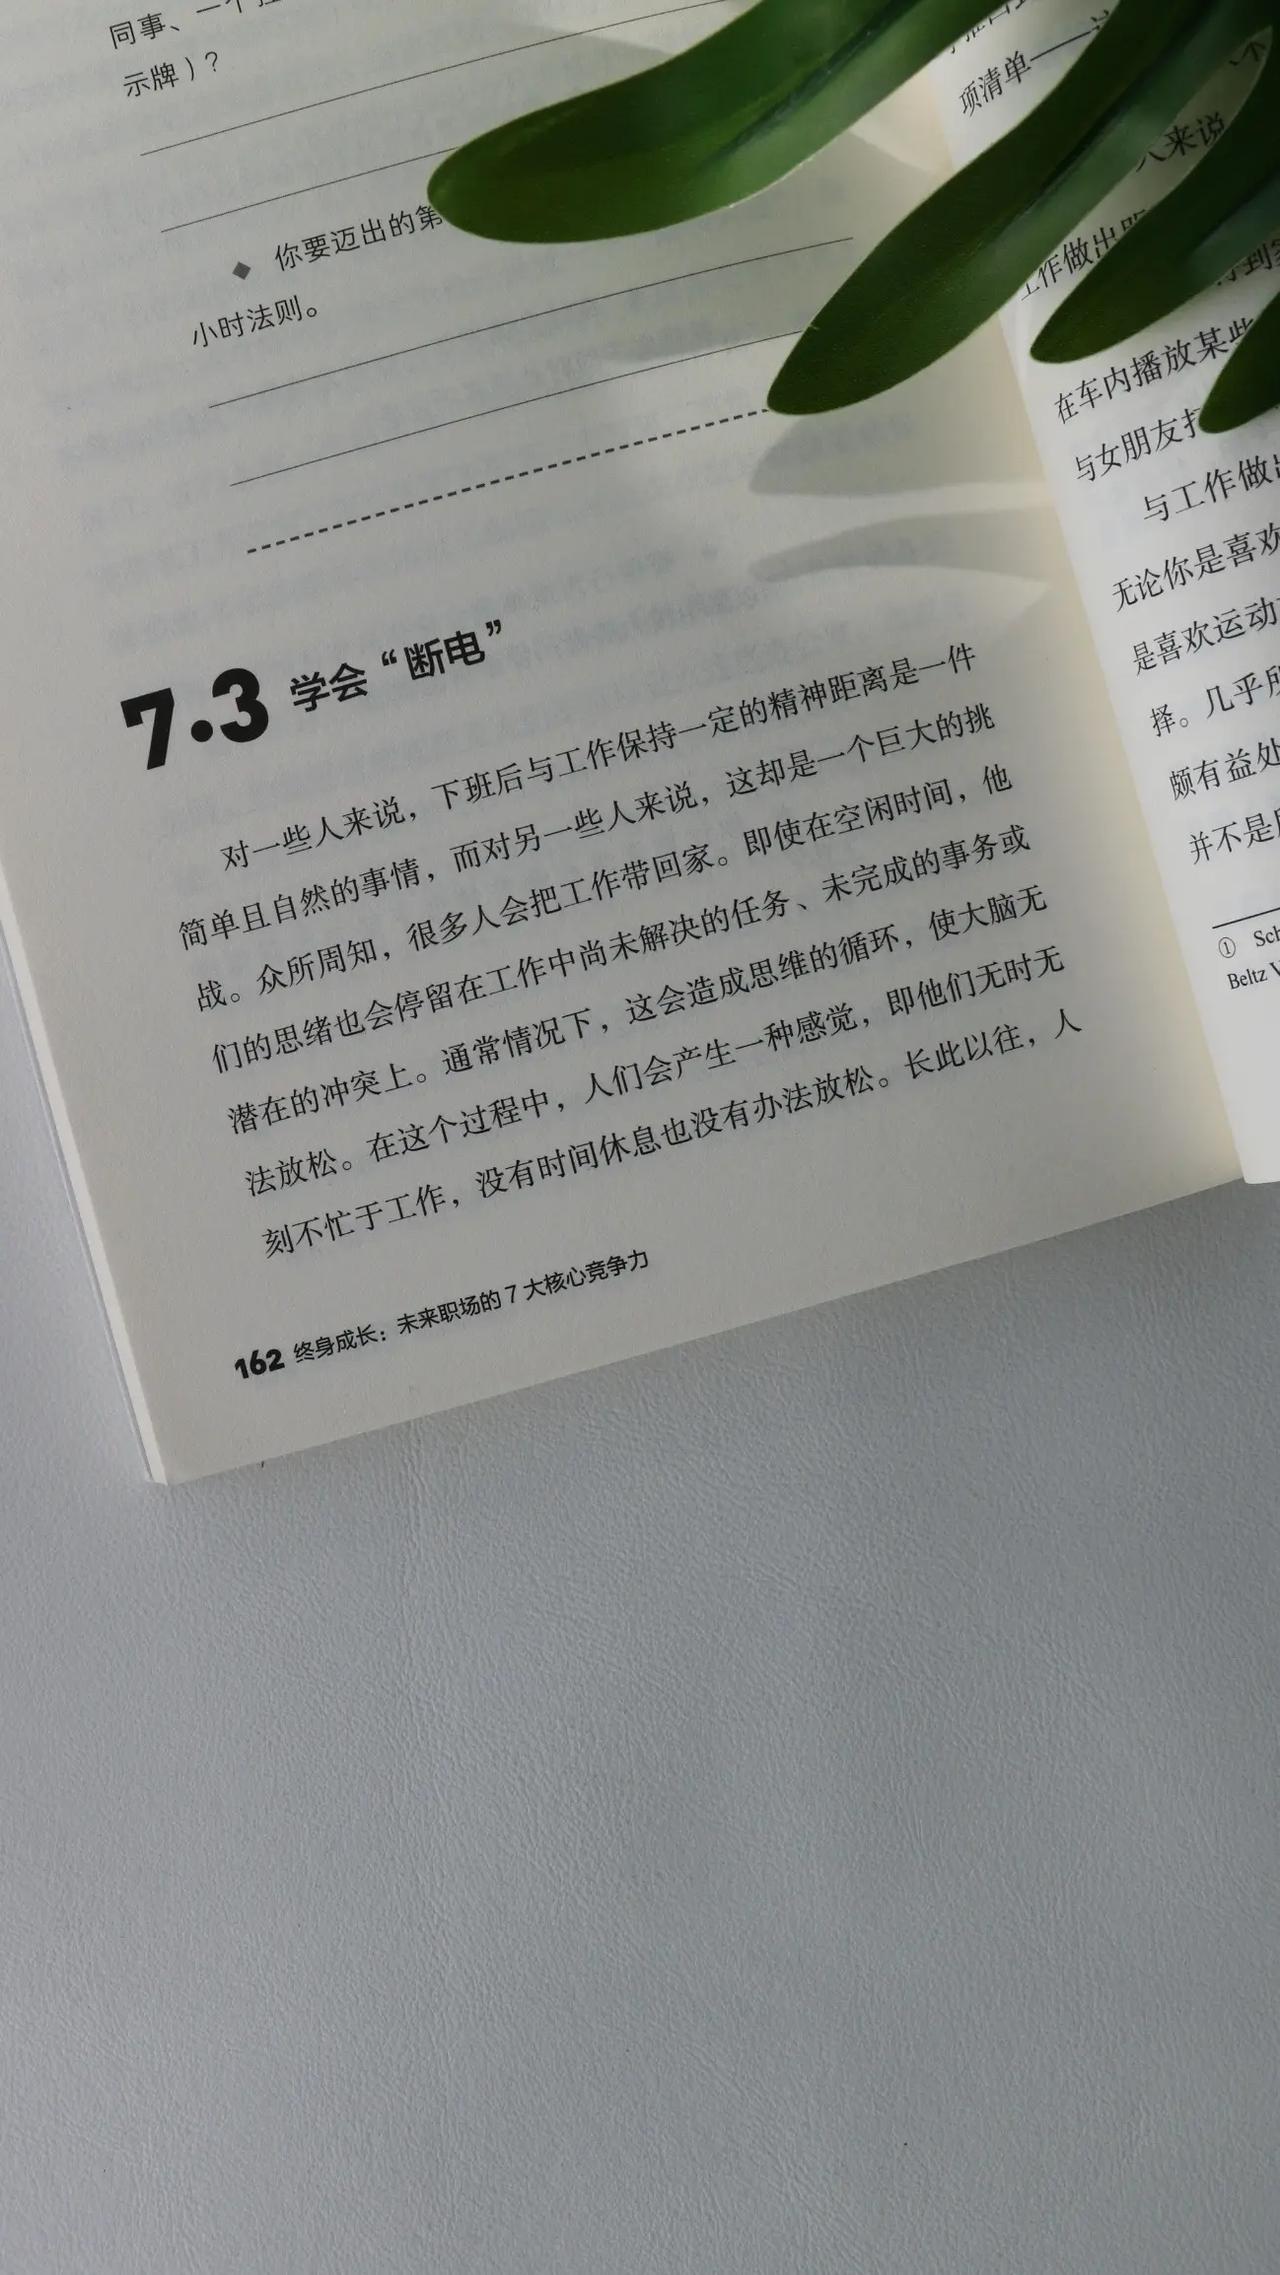 同事、一个
示牌)？
◆ 你要迈出的第
小时法则。
7.3 学会“断电”
对一些人来说，下班后与工作保持一定的精神距离是一件
简单且自然的事情，而对另一些人来说，这却是一个巨大的挑
战。众所周知，很多人会把工作带回家。即使在空闲时间，他
们的思绪也会停留在工作中尚未解决的任务、未完成的事务或
潜在的冲突上。通常情况下，这会造成思维的循环，使大脑无
法放松。在这个过程中，人们会产生一种感觉，即他们无时无
刻不忙于工作，没有时间休息也没有办法放松。长此以往，人
162 终身成长：未来职场的 7 大核心竞争力
项清单——
人来说
工作做出
在车内播放某些
与女朋友打
与工作做出
无论你是喜欢
是喜欢运动
择。几乎所
颇有益处
并不是
① Sch
Beltz V